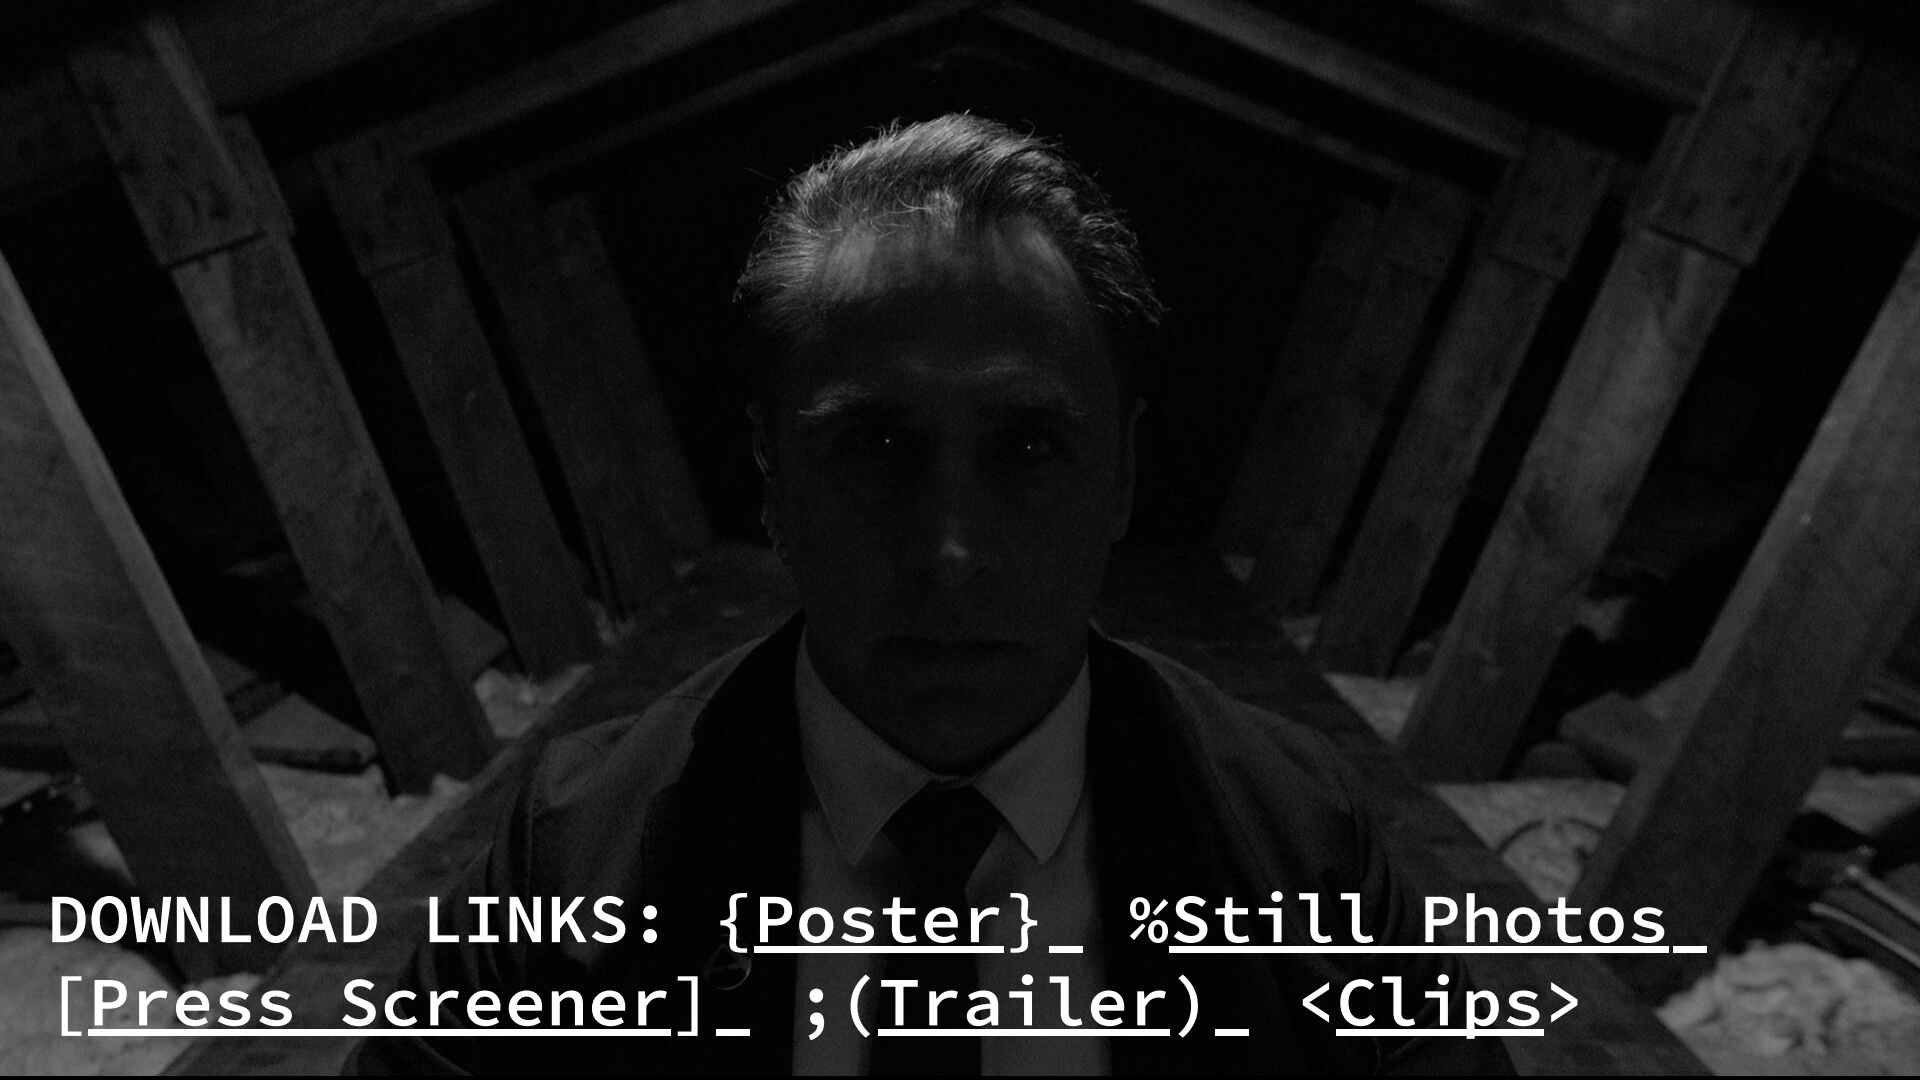 DOWNLOAD LINKS: {Poster}_ %Still Photos_
[Press Screener]_ ;(Trailer)_ <Clips>